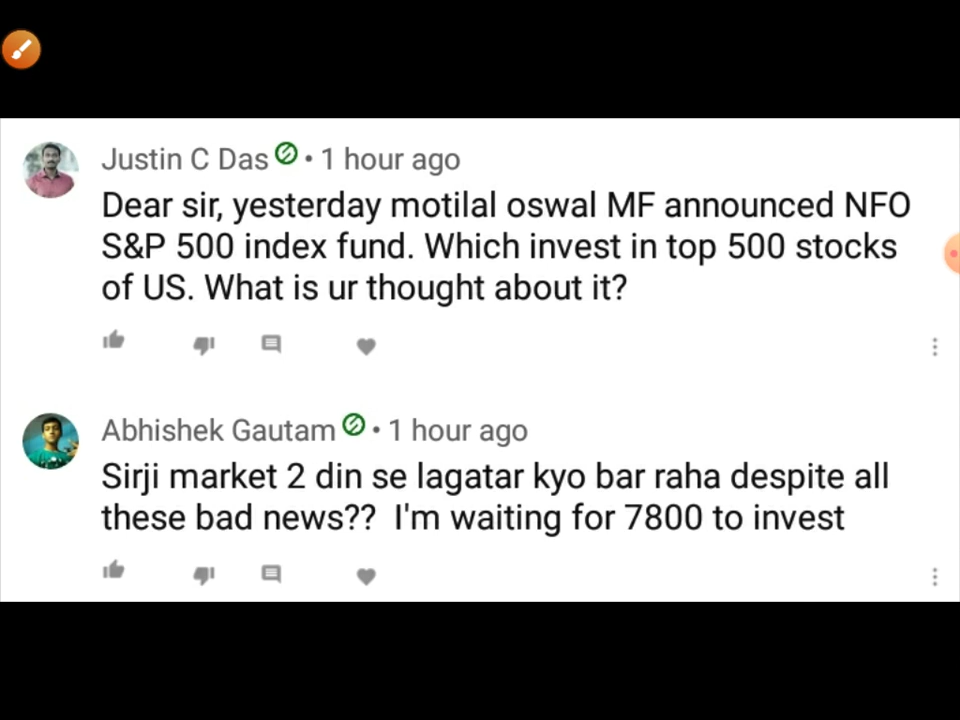 Justin C Das • 1 hour ago
Dear sir, yesterday motilal oswal MF announced NFO
S&P 500 index fund. Which invest in top 500 stocks
of US. What is ur thought about it?
Abhishek Gautam • 1 hour ago
Sirji market 2 din se lagatar kyo bar raha despite all
these bad news?? I'm waiting for 7800 to invest